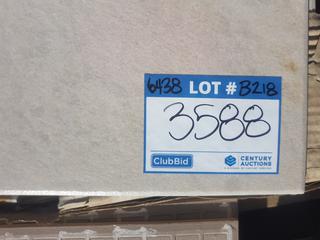 6438 LOT # B218
3588
ClubBid
CENTURY
AUCTIONS